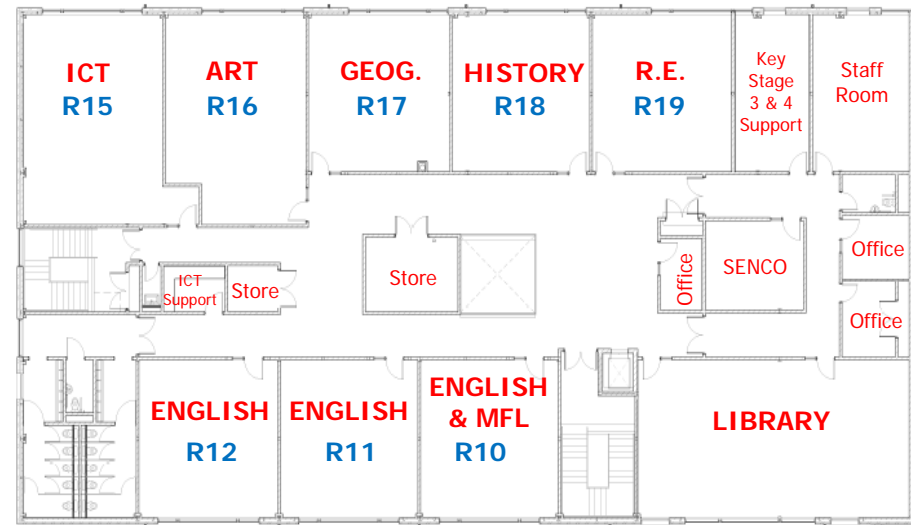 ICT
R15
ART
R16
GEOG.
R17
HISTORY
R18
R.E.
R19
Key
Stage
3 & 4
Support
Staff
Room
ICT
Support
Store
Store
Office
SENCO
Office
Office
ENGLISH
R12
ENGLISH
R11
ENGLISH
& MFL
R10
LIBRARY